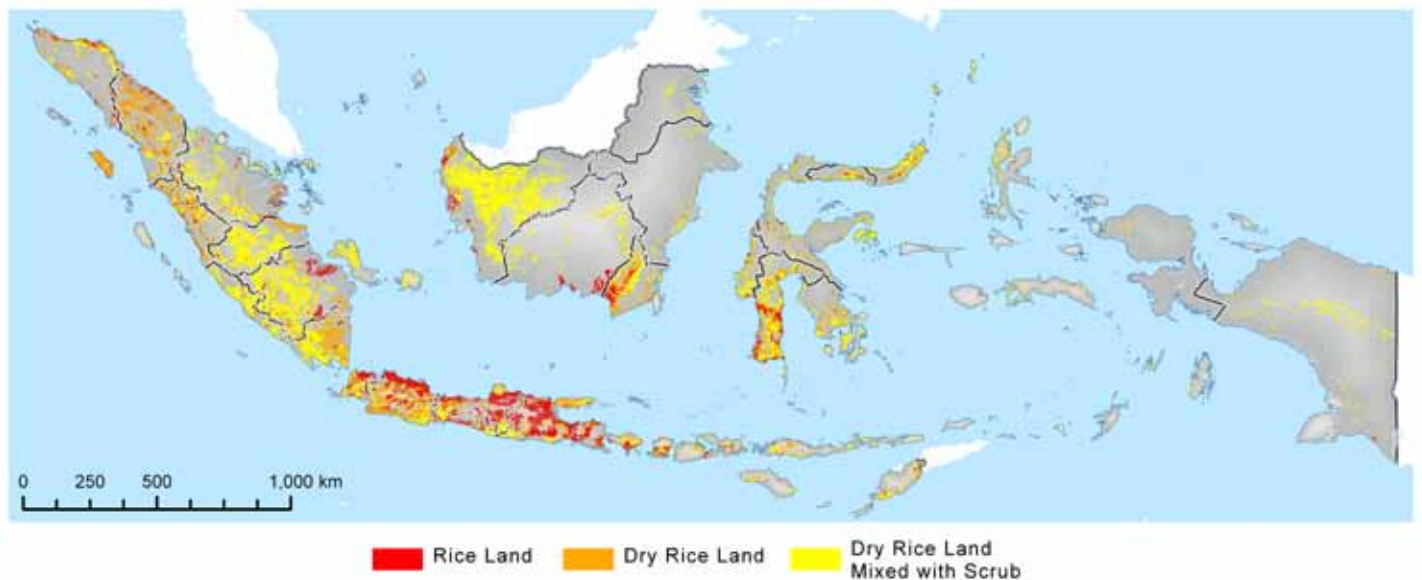 0 250 500 1,000 km
Rice Land
Dry Rice Land
Dry Rice Land
Mixed with Scrub